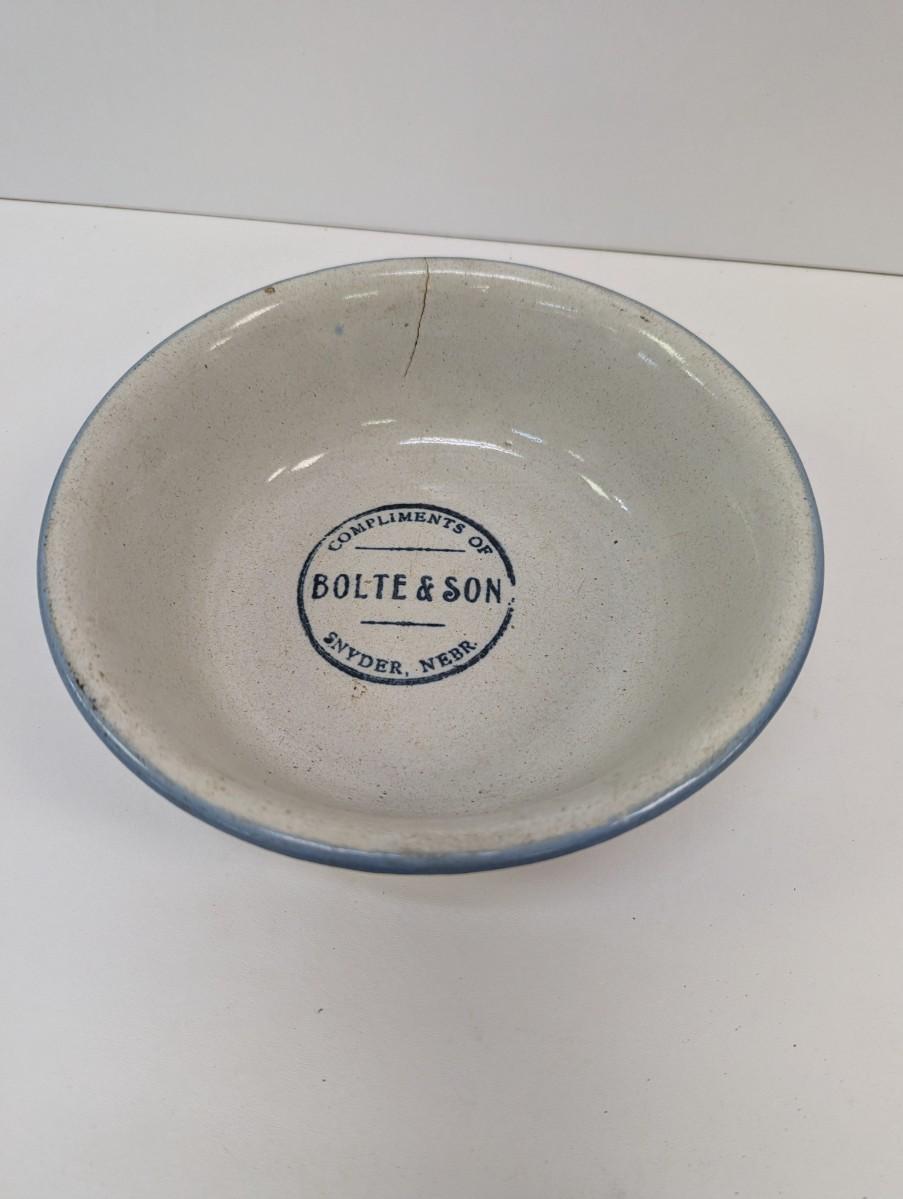 COMPLIMENTS OF
BOLTE & SON
SNYDER, NEBR.